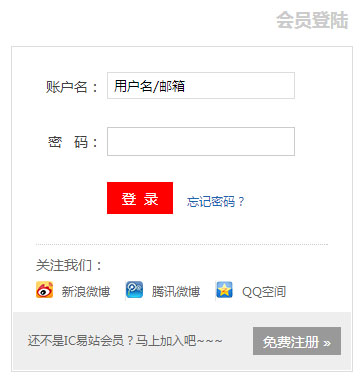 会员登陆
账户名： 用户名/邮箱
密 码：
登 录 忘记密码？
关注我们：
新浪微博 腾讯微博 QQ空间
还不是IC易站会员？马上加入吧~~~ 免费注册 »